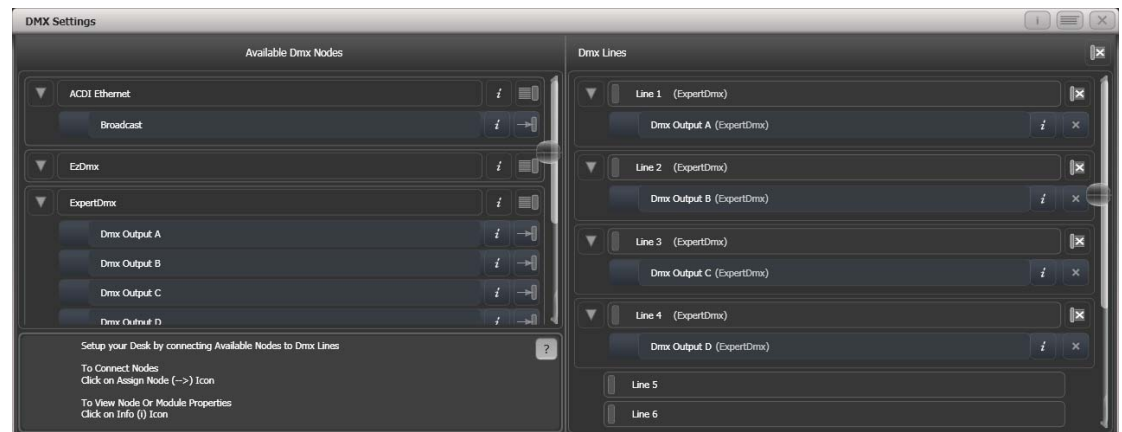 DMX Settings
Available Dmx Nodes
ACDI Ethernet
Broadcast
EzDmx
ExpertDmx
Dmx Output A
Dmx Output B
Dmx Output C
Dmx Output D
Setup your Desk by connecting Available Nodes to Dmx Lines
?
To Connect Nodes
Click on Assign Node (-->) Icon
To View Node Or Module Properties
Click on Info (i) Icon
Dmx Lines
Line 1 (ExpertDmx)
Dmx Output A (ExpertDmx)
Line 2 (ExpertDmx)
Dmx Output B (ExpertDmx)
Line 3 (ExpertDmx)
Dmx Output C (ExpertDmx)
Line 4 (ExpertDmx)
Dmx Output D (ExpertDmx)
Line 5
Line 6